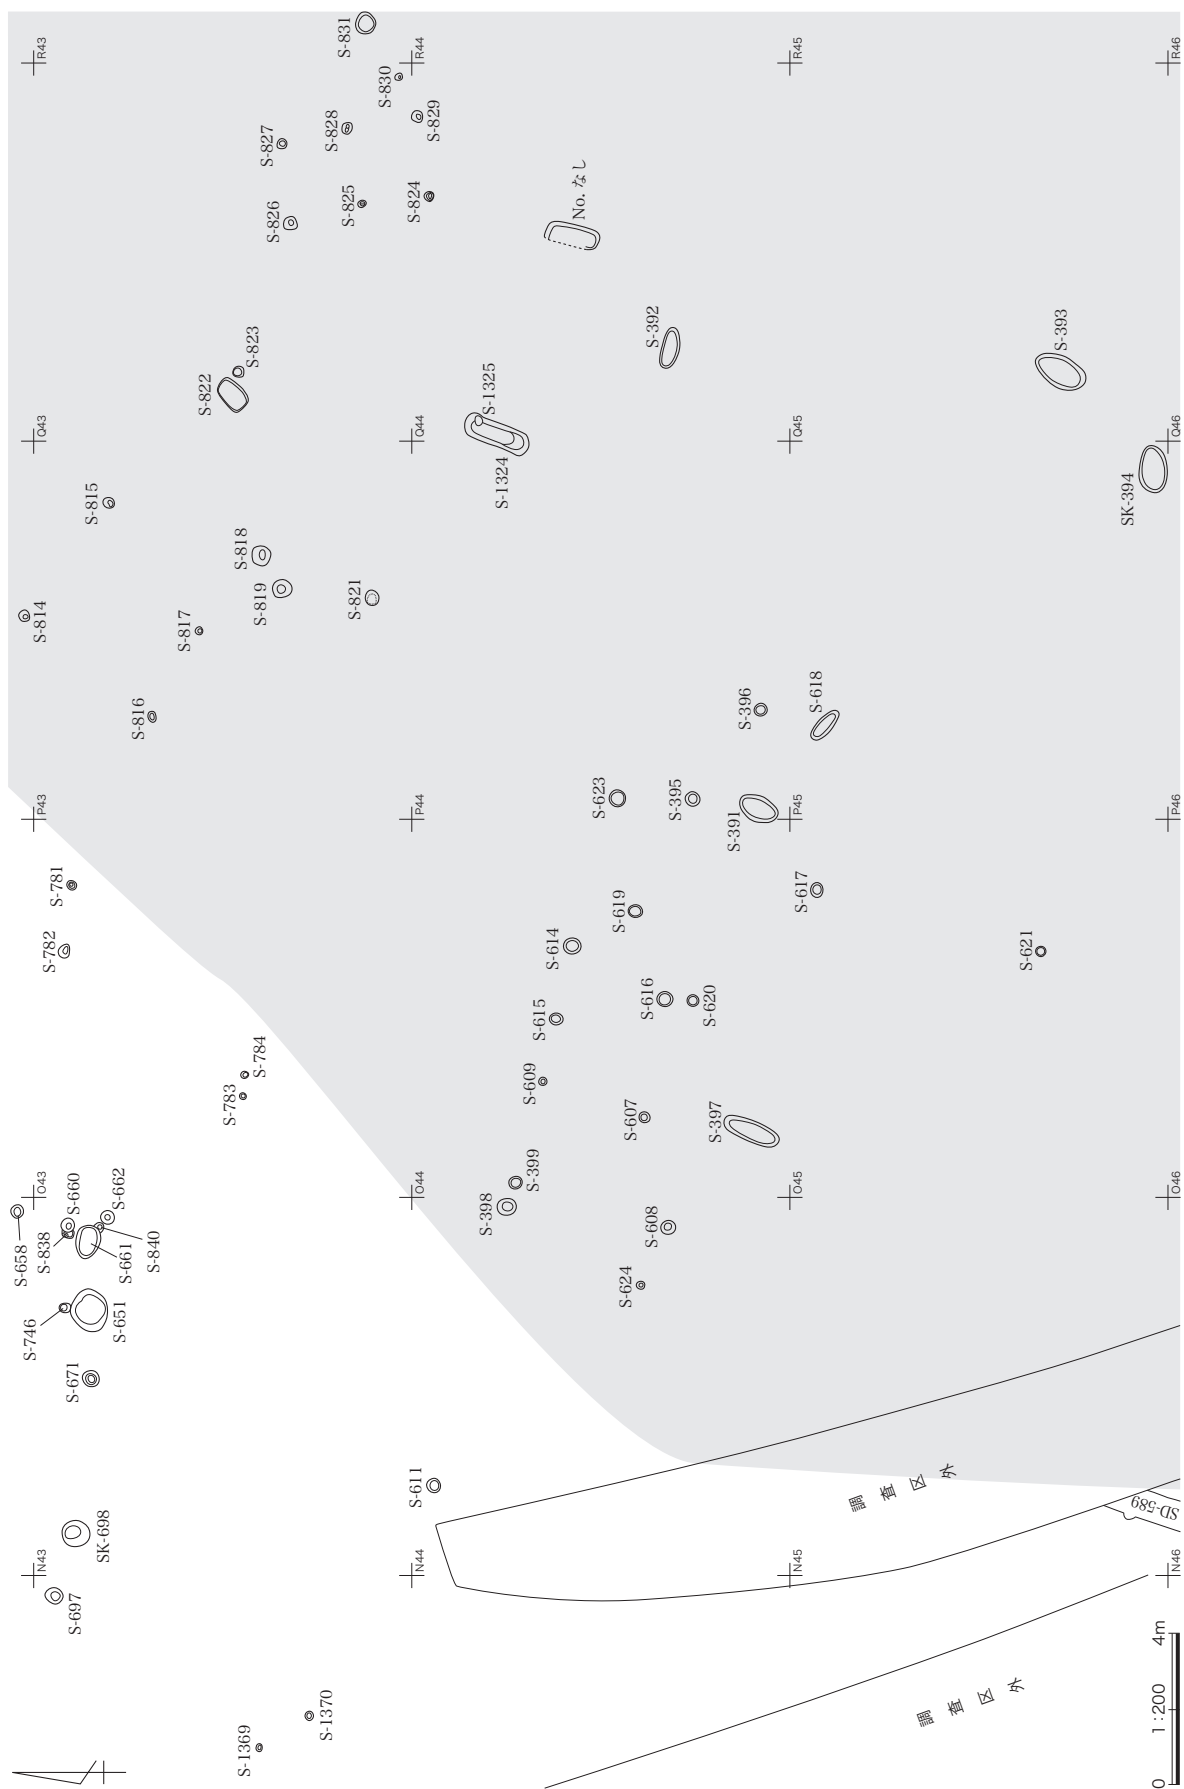 R43
R44
R45
R46
S-831
S-830
S-829
S-828
S-827
S-826
S-825
S-824
No. なし
S-823
S-822
S-392
S-393
S-1325
S-1324
Q43
Q44
Q45
Q46
SK-394
S-815
S-818
S-819
S-821
S-814
S-817
S-816
S-396
S-618
S-623
S-395
S-391
P43
P44
P45
P46
S-781
S-782
S-619
S-614
S-617
S-621
S-616
S-620
S-615
S-784
S-783
S-609
S-607
S-397
S-399
S-398
O43
O44
O45
O46
S-660
S-662
S-658
S-838
S-661
S-840
S-608
S-624
S-746
S-651
S-671
S-611
調査区外
SD-589
SK-698
N43
N44
N45
N46
S-697
S-1370
S-1369
調査区外
0 1:200 4m